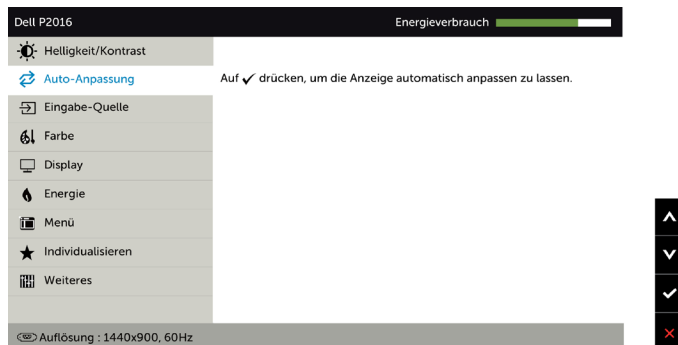 Dell P2016
Energieverbrauch
Helligkeit/Kontrast
Auto-Anpassung
Auf ✓ drücken, um die Anzeige automatisch anpassen zu lassen.
Eingabe-Quelle
Farbe
Display
Energie
Menü
Individualisieren
Weiteres
Auflösung : 1440x900, 60Hz